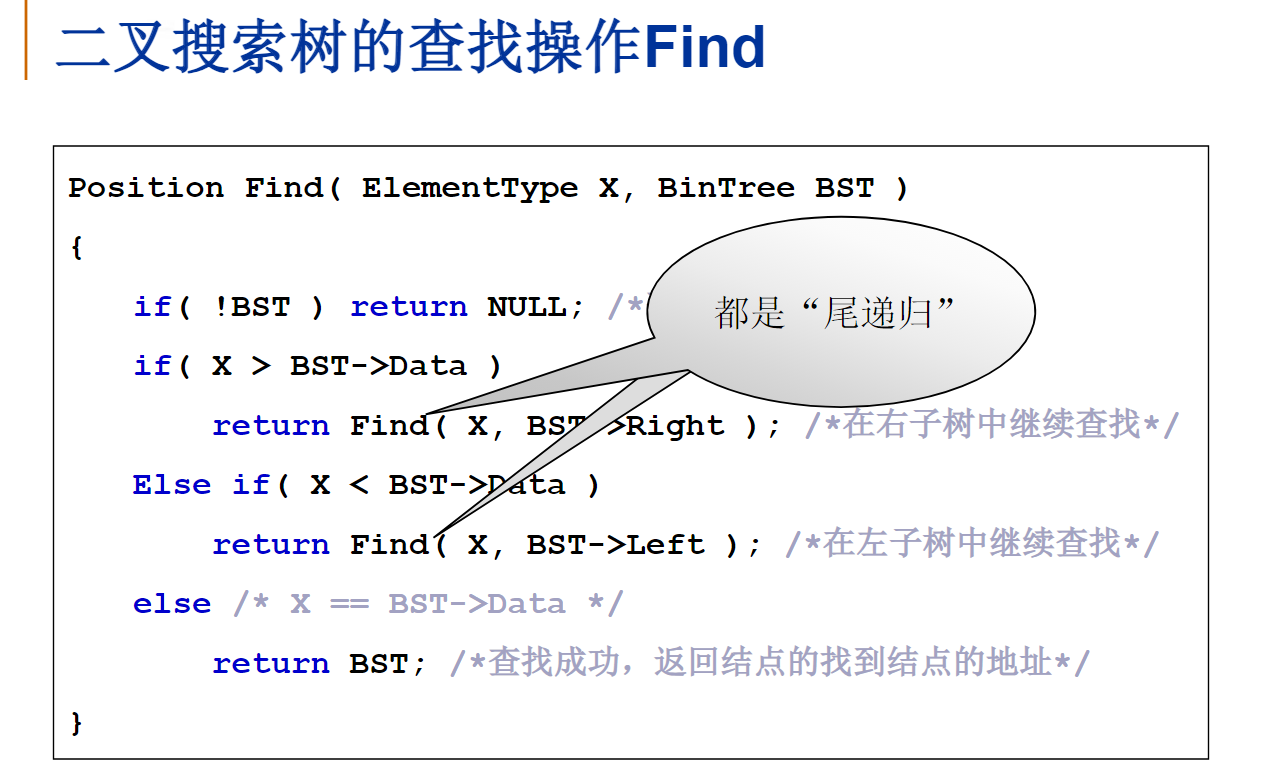 二叉搜索树的查找操作Find
Position Find( ElementType X, BinTree BST )
{
if( !BST ) return NULL; /*
都是“尾递归”
if( X > BST->Data )
return Find( X, BST->Right ); /*在右子树中继续查找*/
Else if( X < BST->Data )
return Find( X, BST->Left ); /*在左子树中继续查找*/
else /* X == BST->Data */
return BST; /*查找成功，返回结点的找到结点的地址*/
}